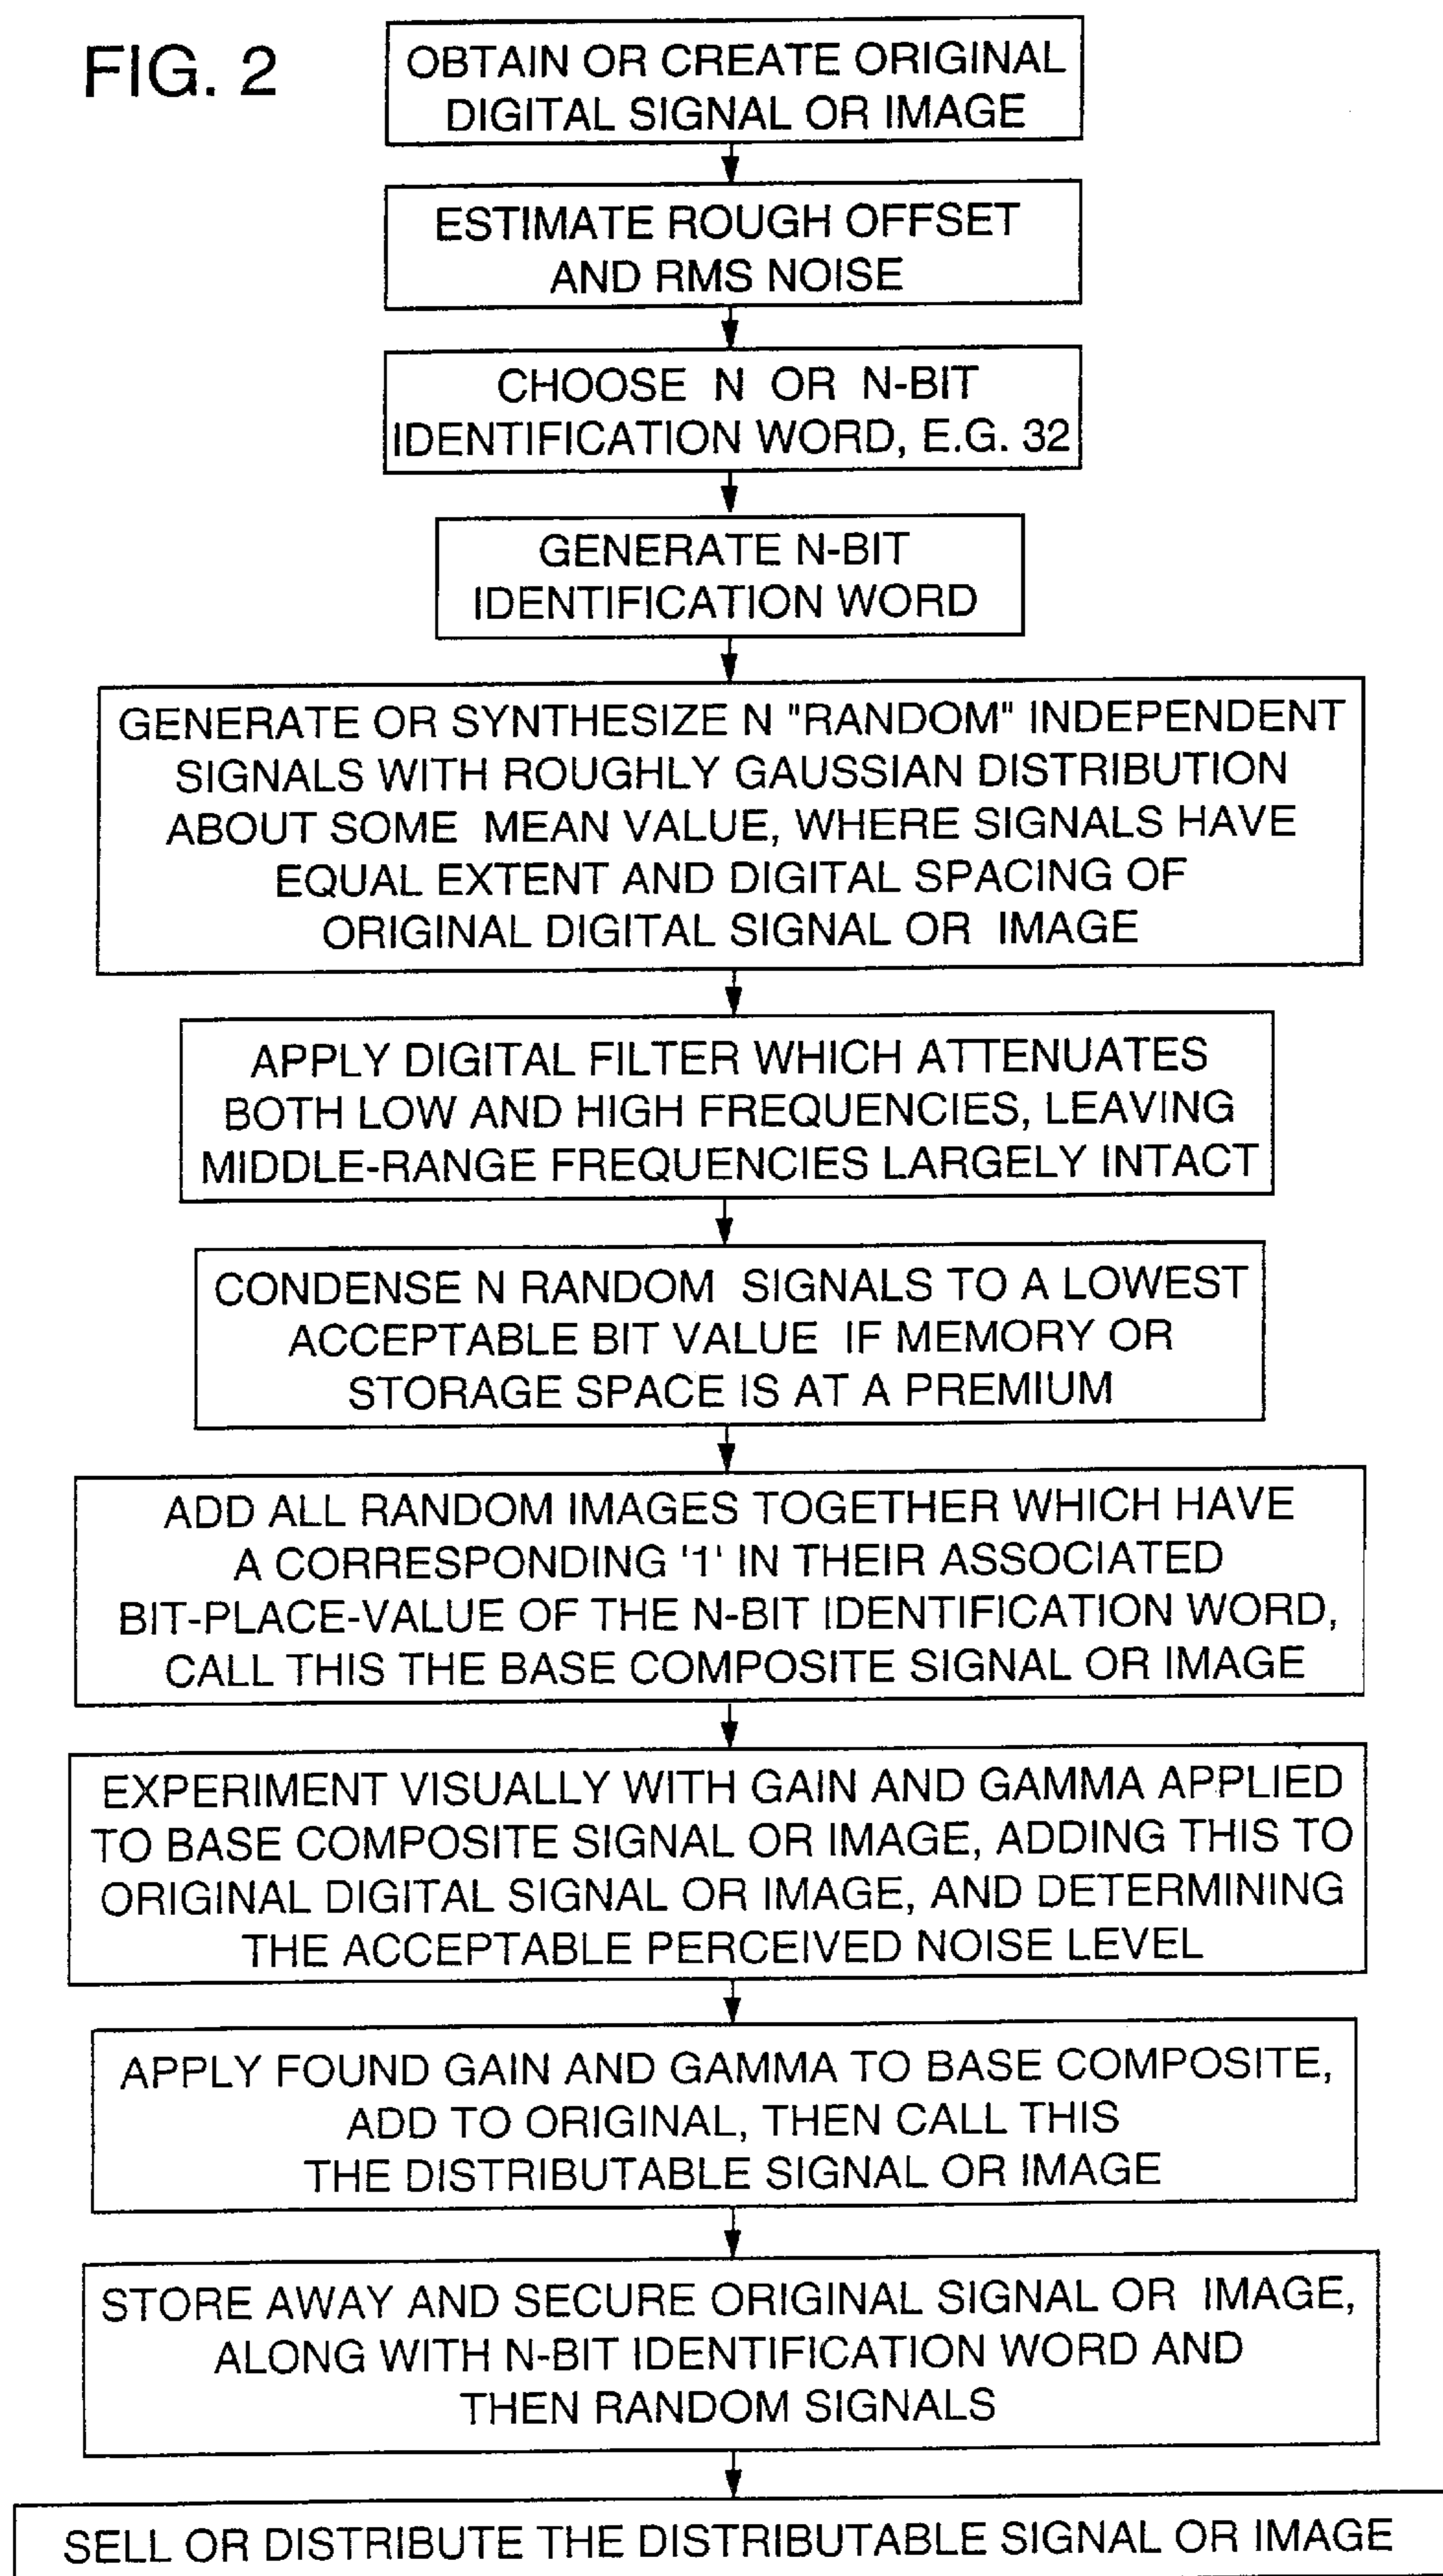 FIG. 2
OBTAIN OR CREATE ORIGINAL
DIGITAL SIGNAL OR IMAGE
ESTIMATE ROUGH OFFSET
AND RMS NOISE
CHOOSE N OR N-BIT
IDENTIFICATION WORD, E.G. 32
GENERATE N-BIT
IDENTIFICATION WORD
GENERATE OR SYNTHESIZE N "RANDOM" INDEPENDENT
SIGNALS WITH ROUGHLY GAUSSIAN DISTRIBUTION
ABOUT SOME MEAN VALUE, WHERE SIGNALS HAVE
EQUAL EXTENT AND DIGITAL SPACING OF
ORIGINAL DIGITAL SIGNAL OR IMAGE
APPLY DIGITAL FILTER WHICH ATTENUATES
BOTH LOW AND HIGH FREQUENCIES, LEAVING
MIDDLE-RANGE FREQUENCIES LARGELY INTACT
CONDENSE N RANDOM SIGNALS TO A LOWEST
ACCEPTABLE BIT VALUE IF MEMORY OR
STORAGE SPACE IS AT A PREMIUM
ADD ALL RANDOM IMAGES TOGETHER WHICH HAVE
A CORRESPONDING '1' IN THEIR ASSOCIATED
BIT-PLACE-VALUE OF THE N-BIT IDENTIFICATION WORD,
CALL THIS THE BASE COMPOSITE SIGNAL OR IMAGE
EXPERIMENT VISUALLY WITH GAIN AND GAMMA APPLIED
TO BASE COMPOSITE SIGNAL OR IMAGE, ADDING THIS TO
ORIGINAL DIGITAL SIGNAL OR IMAGE, AND DETERMINING
THE ACCEPTABLE PERCEIVED NOISE LEVEL
APPLY FOUND GAIN AND GAMMA TO BASE COMPOSITE,
ADD TO ORIGINAL, THEN CALL THIS
THE DISTRIBUTABLE SIGNAL OR IMAGE
STORE AWAY AND SECURE ORIGINAL SIGNAL OR IMAGE,
ALONG WITH N-BIT IDENTIFICATION WORD AND
THEN RANDOM SIGNALS
SELL OR DISTRIBUTE THE DISTRIBUTABLE SIGNAL OR IMAGE